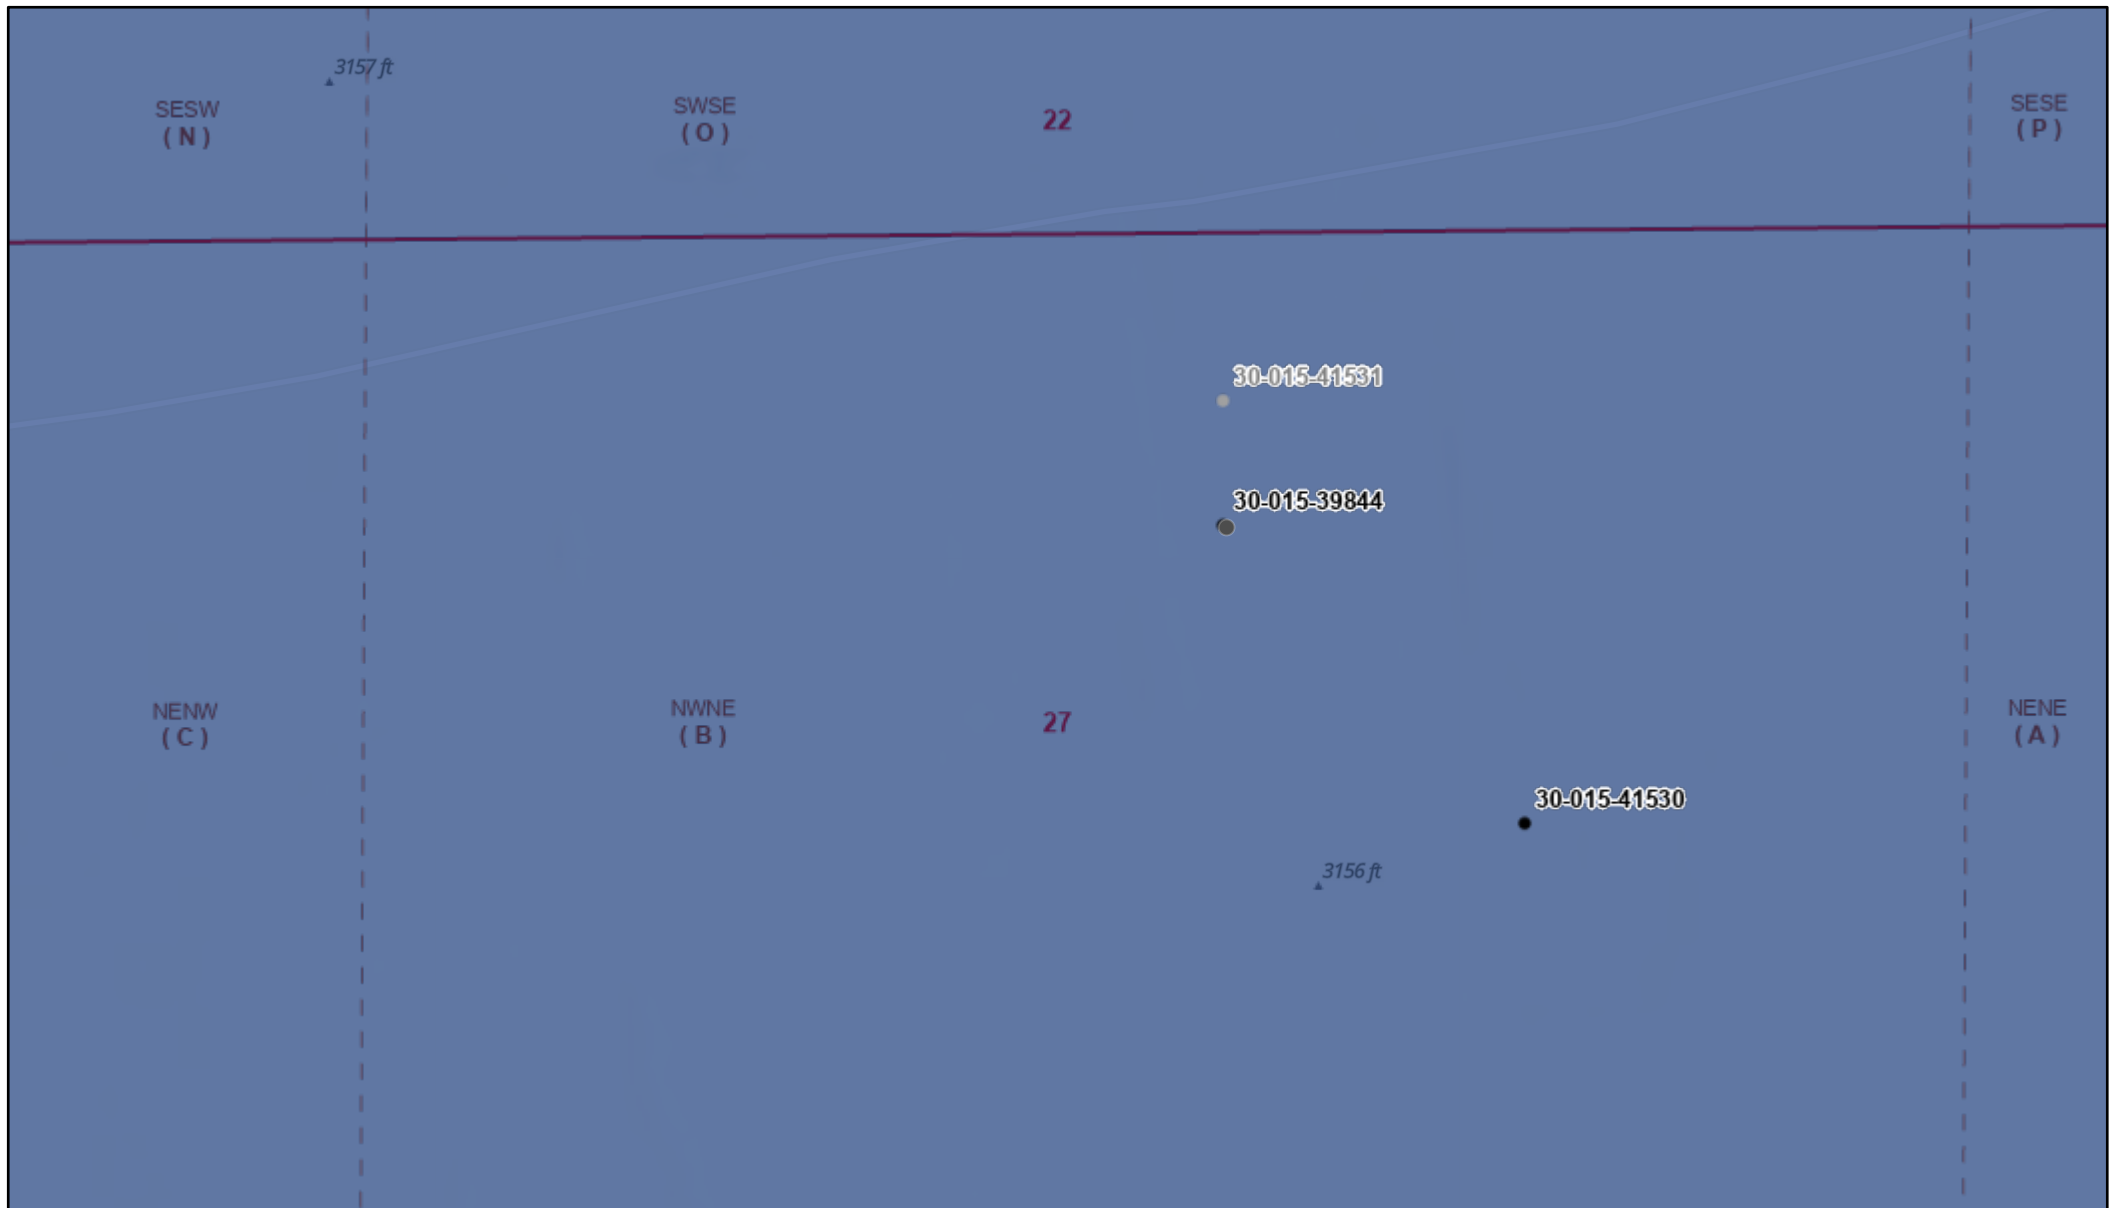 3157 ft
SESW
( N )
SWSE
( O )
22
SESE
( P )
30-015-41531
30-015-39844
NENW
( C )
NWNE
( B )
27
NENE
( A )
30-015-41530
3156 ft